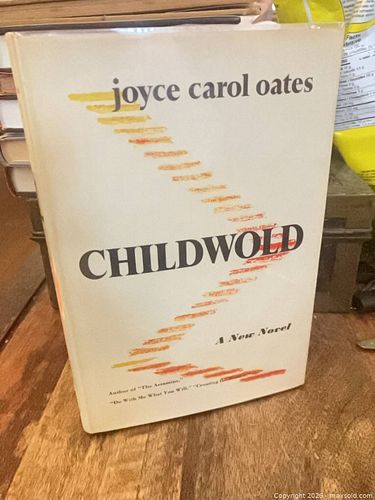 joyce carol oates
CHILDWOLD
A New Novel
Author of "The Assassins,"
"Do With Me What You Will," "Crossing
Copyright 2026 - maxsold.com